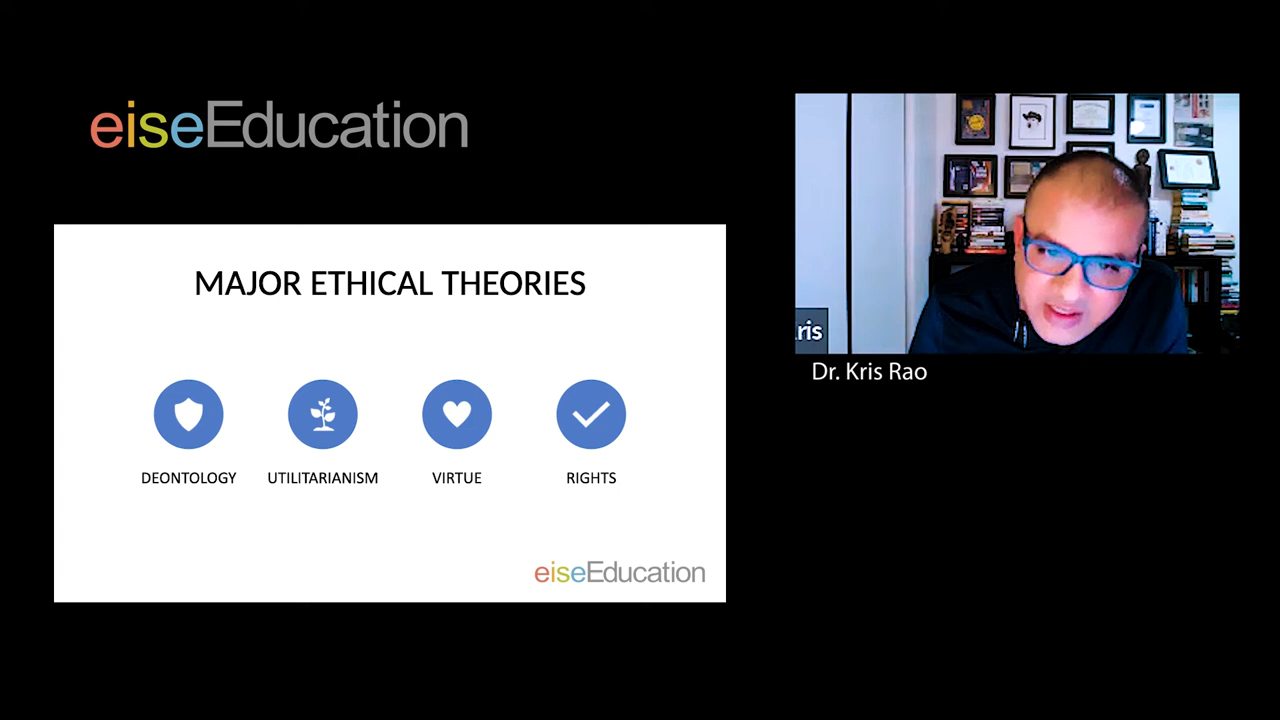 eiseEducation
MAJOR ETHICAL THEORIES
DEONTOLOGY
UTILITARIANISM
VIRTUE
RIGHTS
eiseEducation
ris
Dr. Kris Rao